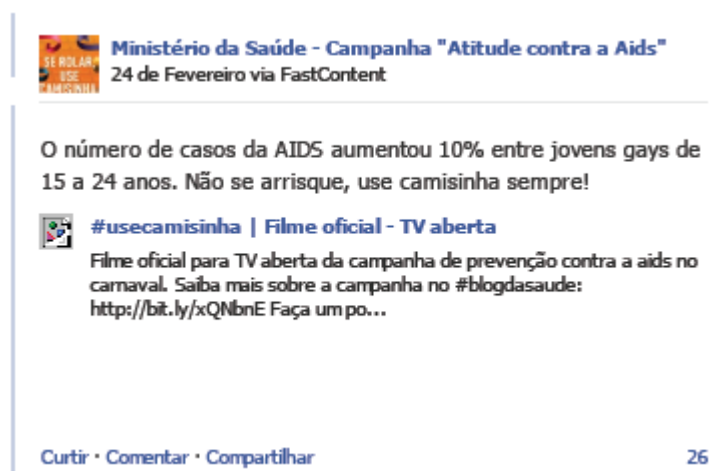 SE ROLAR,
USE
CAMISINHA
Ministério da Saúde - Campanha "Atitude contra a Aids"
24 de Fevereiro via FastContent
O número de casos da AIDS aumentou 10% entre jovens gays de
15 a 24 anos. Não se arrisque, use camisinha sempre!
#usecamisinha | Filme oficial - TV aberta
Filme oficial para TV aberta da campanha de prevenção contra a aids no
carnaval. Saiba mais sobre a campanha no #blogdasaude:
http://bit.ly/xQNbnE Faça um po...
Curtir · Comentar · Compartilhar 26